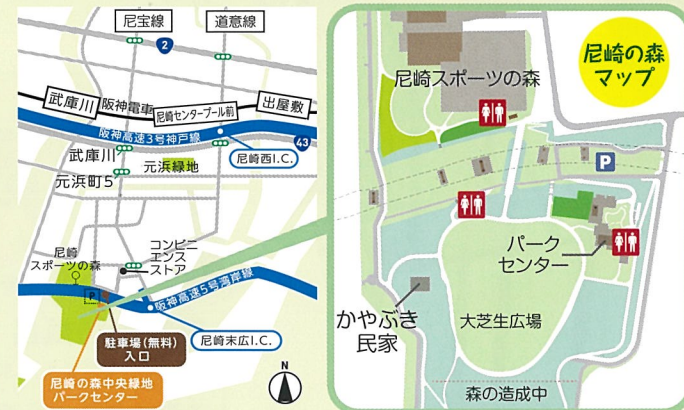 尼宝線
道意線
2
武庫川
阪神電車
尼崎センタープール前
出屋敷
阪神高速3号神戸線
43
武庫川
尼崎西I.C.
元浜町5
元浜緑地
尼崎
スポーツの森
コンビニ
エンス
ストア
P
阪神高速5号湾岸線
駐車場(無料)
入口
尼崎末広I.C.
尼崎の森中央緑地
パークセンター
N
尼崎の森
マップ
尼崎スポーツの森
P
パーク
センター
かやぶき
民家
大芝生広場
森の造成中